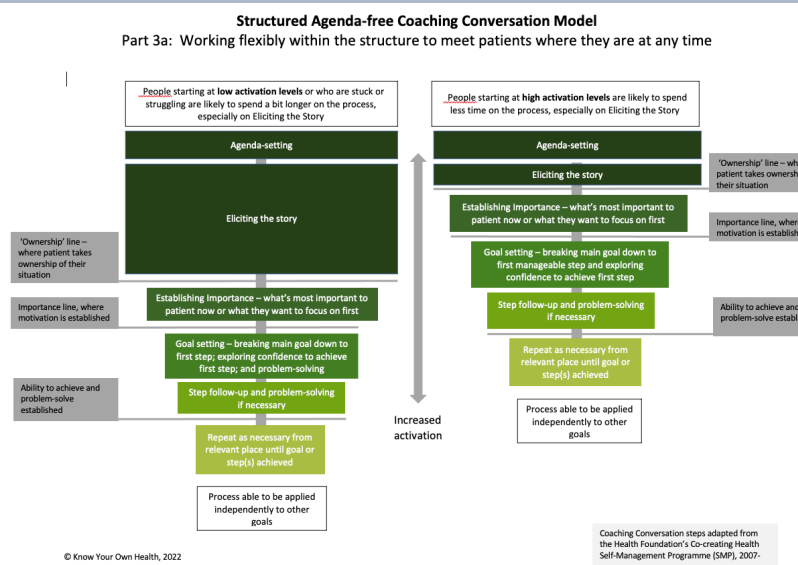 Structured Agenda-free Coaching Conversation Model
Part 3a: Working flexibly within the structure to meet patients where they are at any time
People starting at low activation levels or who are stuck or
struggling are likely to spend a bit longer on the process,
especially on Eliciting the Story
Agenda-setting
Eliciting the story
'Ownership' line –
where patient takes
ownership of their
situation
Establishing Importance – what's most important to
patient now or what they want to focus on first
Importance line, where
motivation is established
Goal setting – breaking main goal down to
first step; exploring confidence to achieve
first step; and problem-solving
Ability to achieve and
problem-solve
established
Step follow-up and problem-solving
if necessary
Repeat as necessary from
relevant place until goal or
step(s) achieved
Process able to be applied
independently to other
goals
Increased
activation
People starting at high activation levels are likely to spend
less time on the process, especially on Eliciting the Story
Agenda-setting
Eliciting the story
'Ownership' line – wh
patient takes ownersh
their situation
Establishing Importance – what's most important to
patient now or what they want to focus on first
Importance line, wher
motivation is establish
Goal setting – breaking main goal down to
first manageable step and exploring
confidence to achieve first step
Step follow-up and problem-solving
if necessary
Ability to achieve and
problem-solve establ
Repeat as necessary from
relevant place until goal or
step(s) achieved
Process able to be applied
independently to other
goals
Coaching Conversation steps adapted from
the Health Foundation's Co-creating Health
Self-Management Programme (SMP), 2007-
© Know Your Own Health, 2022